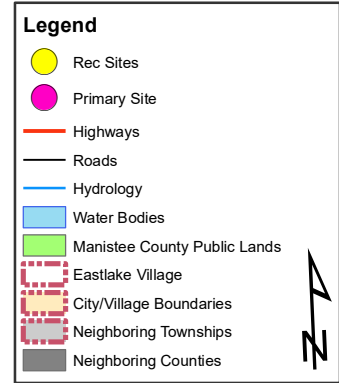 Legend
Rec Sites
Primary Site
Highways
Roads
Hydrology
Water Bodies
Manistee County Public Lands
Eastlake Village
City/Village Boundaries
Neighboring Townships
Neighboring Counties
N